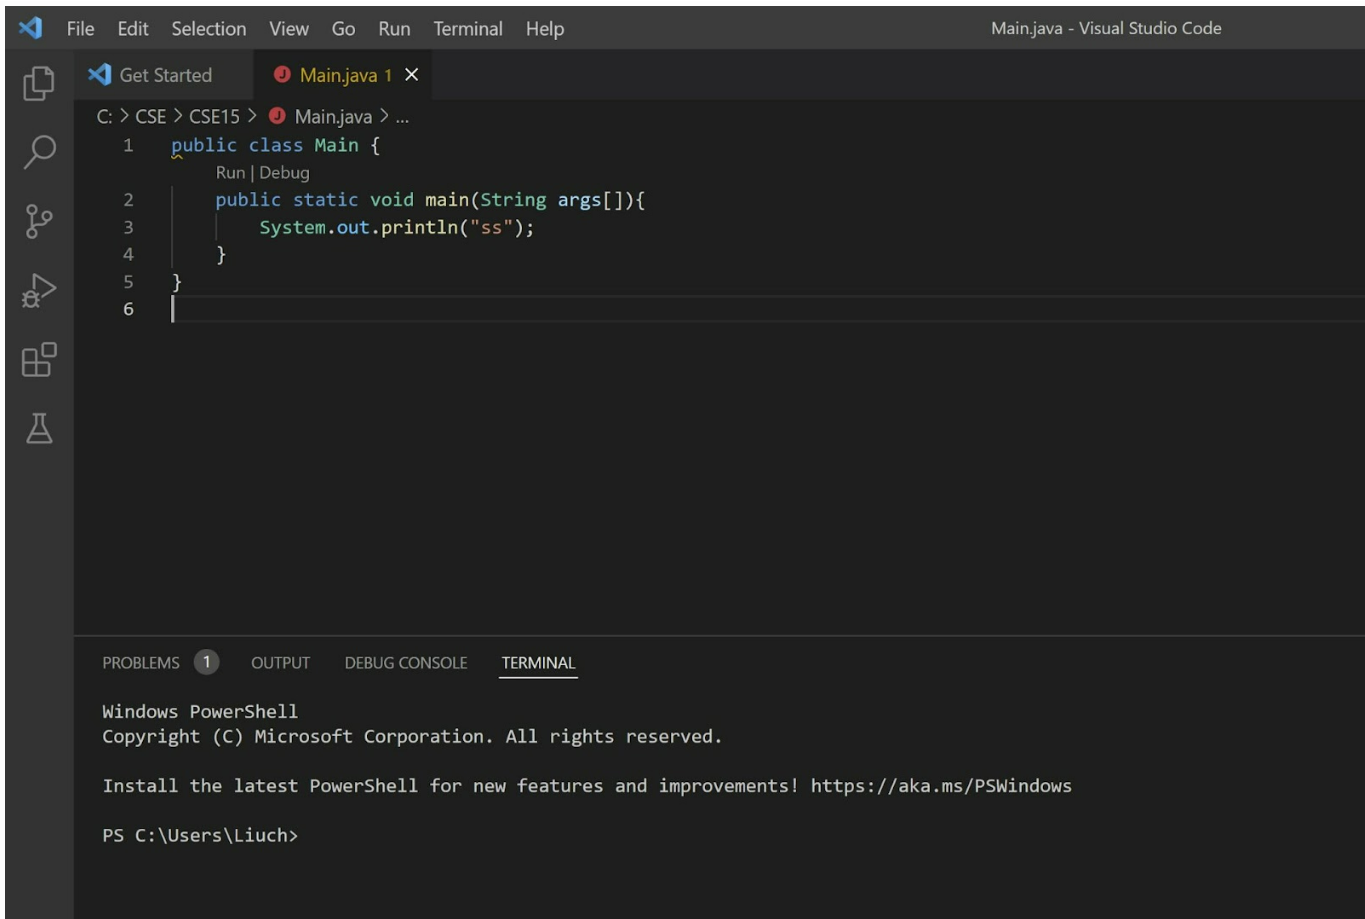 File Edit Selection View Go Run Terminal Help Main.java - Visual Studio Code
Get Started J Main.java 1
C: > CSE > CSE15 > J Main.java > ...
1 public class Main {
Run | Debug
2 public static void main(String args[]){
3 System.out.println("ss");
4 }
5 }
6
PROBLEMS 1 OUTPUT DEBUG CONSOLE TERMINAL
Windows PowerShell
Copyright (C) Microsoft Corporation. All rights reserved.
Install the latest PowerShell for new features and improvements! https://aka.ms/PSWindows
PS C:\Users\Liuch>